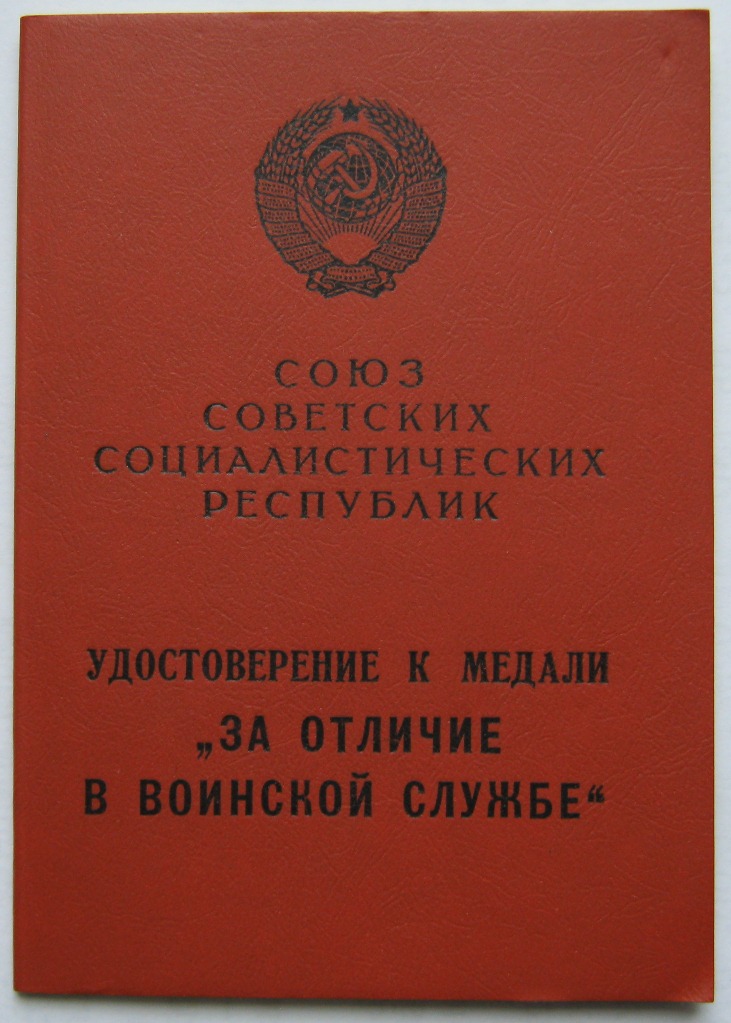 СОЮЗ
СОВЕТСКИХ
СОЦИАЛИСТИЧЕСКИХ
РЕСПУБЛИК
УДОСТОВЕРЕНИЕ К МЕДАЛИ
„ЗА ОТЛИЧИЕ
В ВОИНСКОЙ СЛУЖБЕ“